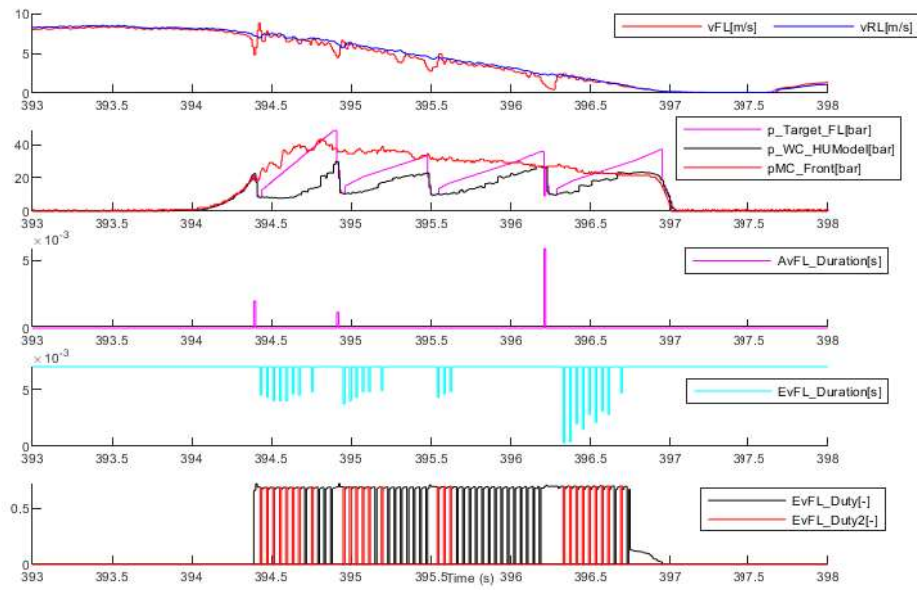 10
5
0
vFL[m/s] vRL[m/s]
393 393.5 394 394.5 395 395.5 396 396.5 397 397.5 398
40
20
0
p_Target_FL[bar]
p_WC_HUModel[bar]
pMC_Front[bar]
393 393.5 394 394.5 395 395.5 396 396.5 397 397.5 398
× 10-3
5
0
AvFL_Duration[s]
393 393.5 394 394.5 395 395.5 396 396.5 397 397.5 398
× 10-3
5
0
EvFL_Duration[s]
393 393.5 394 394.5 395 395.5 396 396.5 397 397.5 398
0.5
0
EvFL_Duty[-]
EvFL_Duty2[-]
393 393.5 394 394.5 395 395.5 396 396.5 397 397.5 398
Time (s)